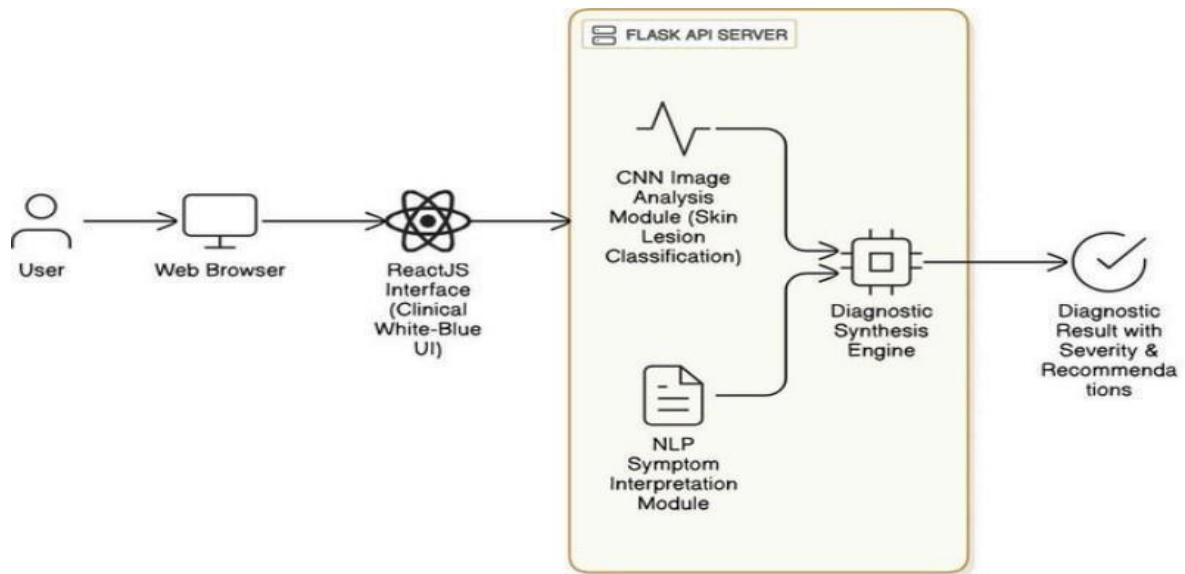 FLASK API SERVER
CNN Image
Analysis
Module (Skin
Lesion
Classification)
User
Web Browser
ReactJS
Interface
(Clinical
White-Blue
UI)
Diagnostic
Synthesis
Engine
Diagnostic
Result with
Severity &
Recommenda
tions
NLP
Symptom
Interpretation
Module